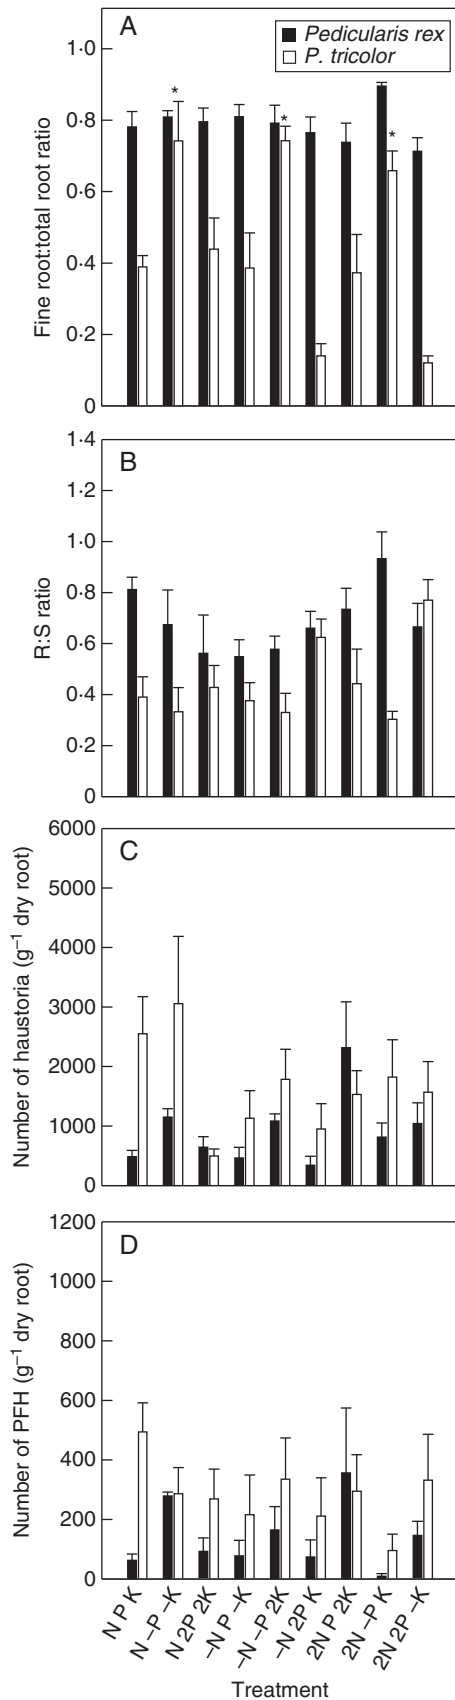 A
Pedicularis rex
P. tricolor
1·0
0·8
0·6
0·4
0·2
0
Fine root:total root ratio
*
*
*
B
1·4
1·2
1·0
0·8
0·6
0·4
0·2
0
R:S ratio
C
6000
5000
4000
3000
2000
1000
0
Number of haustoria (g⁻¹ dry root)
D
1200
1000
800
600
400
200
0
Number of PFH (g⁻¹ dry root)
N P K
N –P –K
N 2P 2K
–N P –K
–N –P 2K
–N 2P K
2N P 2K
2N –P K
2N 2P –K
Treatment